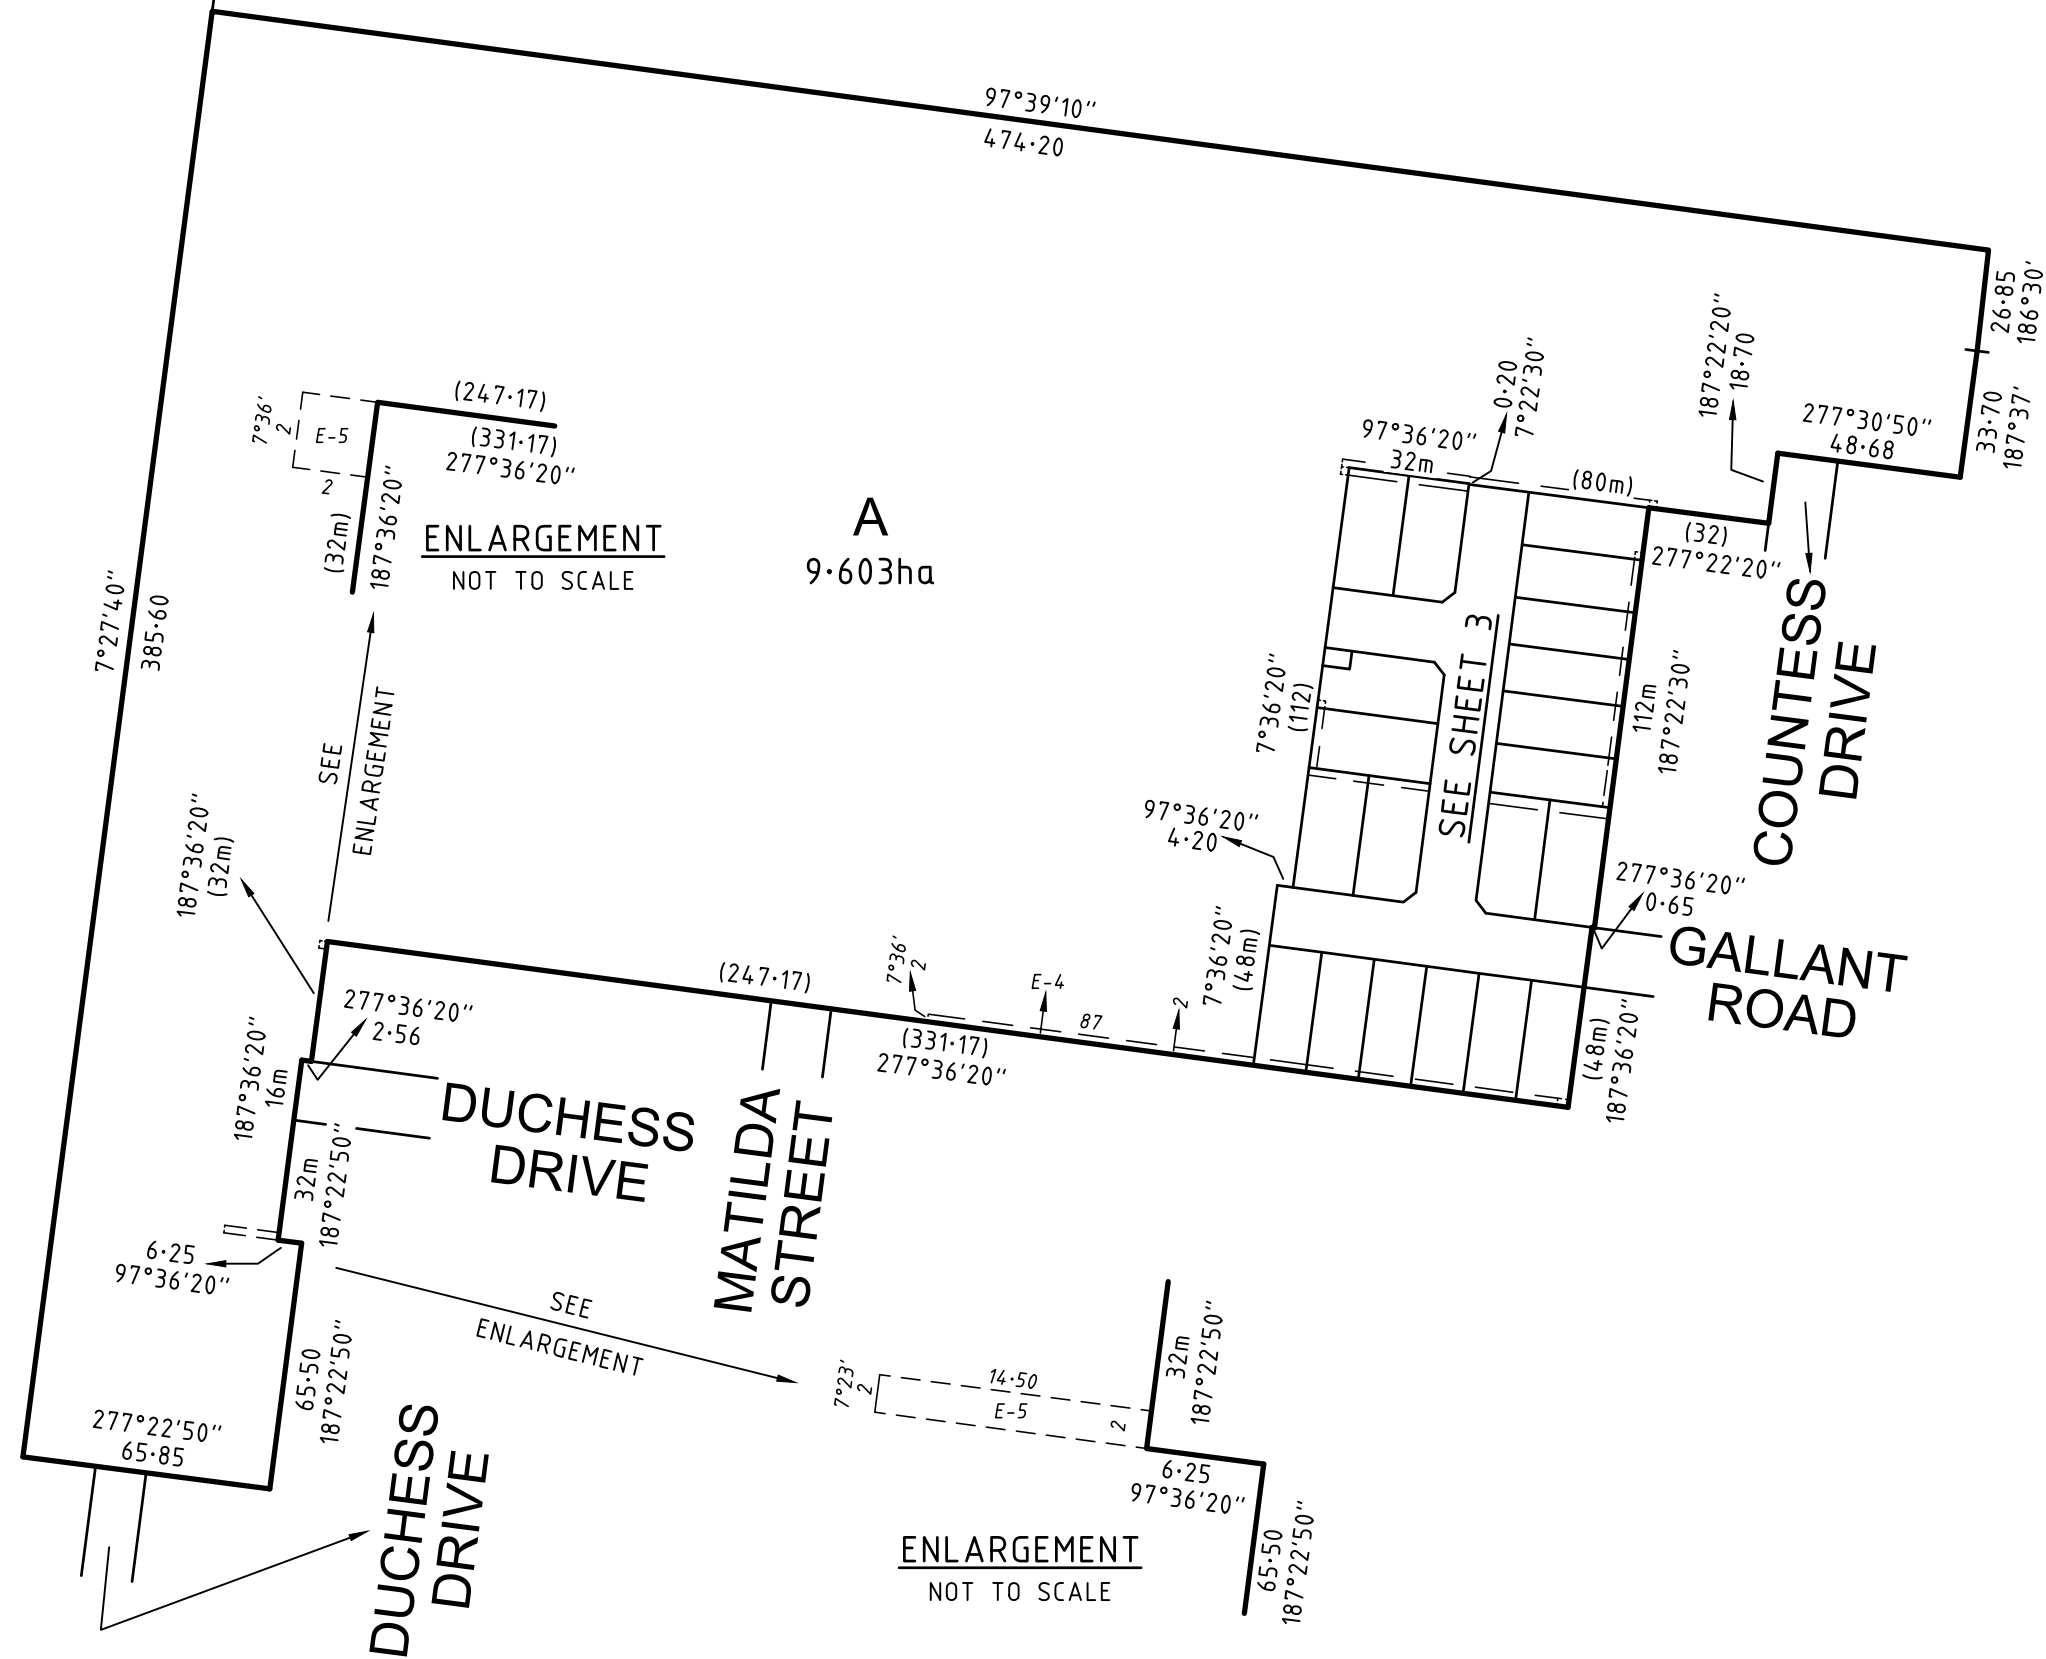 97°39'10"
474·20
26·85
186°30'
33·70
187°37'
187°22'20"
18·70
277°30'50"
48·68
0·20
7°22'30"
97°36'20"
32m
(80m)
(32)
277°22'20"
(247·17)
(331·17)
277°36'20"
7°36'
2
E-5
2
(32m)
187°36'20"
ENLARGEMENT
NOT TO SCALE
A
9·603ha
7°27'40"
385·60
COUNTESS
DRIVE
SEE SHEET 3
7°36'20"
(112)
112m
187°22'30"
SEE
ENLARGEMENT
97°36'20"
4·20
187°36'20"
(32m)
277°36'20"
0·65
GALLANT
ROAD
7°36'20"
(48m)
(48m)
187°36'20"
(247·17)
7°36'
2
E-4
87
2
(331·17)
277°36'20"
277°36'20"
2·56
187°36'20"
16m
DUCHESS
DRIVE
MATILDA
STREET
32m
187°22'50"
6·25
97°36'20"
SEE
ENLARGEMENT
65·50
187°22'50"
277°22'50"
65·85
DUCHESS
DRIVE
7°23'
2
14·50
E-5
2
32m
187°22'50"
6·25
97°36'20"
65·50
187°22'50"
ENLARGEMENT
NOT TO SCALE